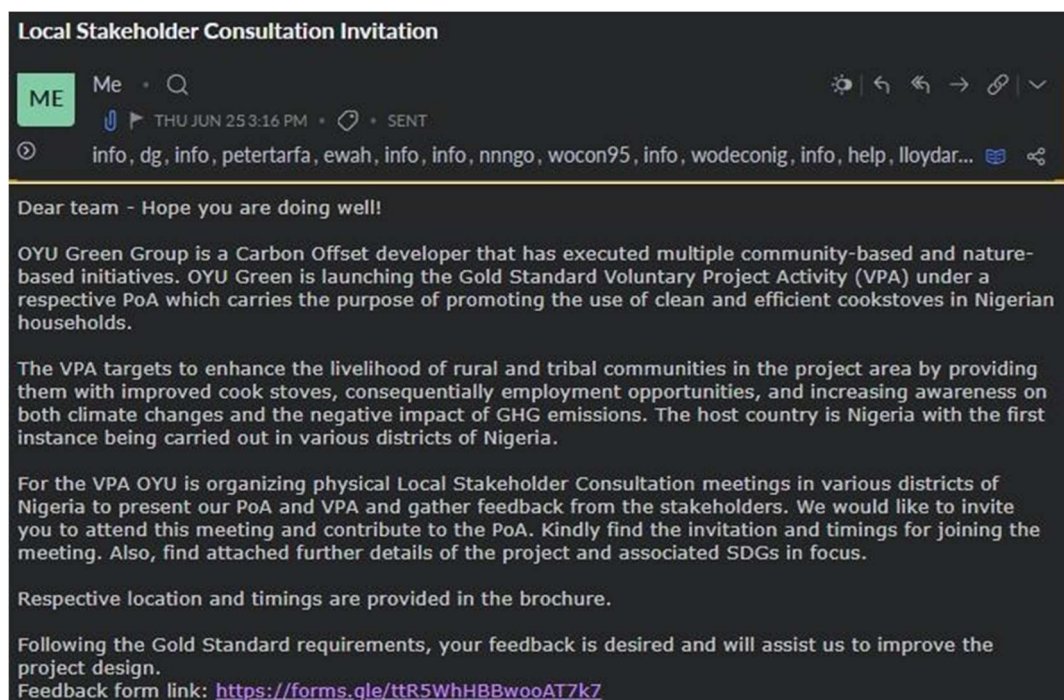 Local Stakeholder Consultation Invitation
ME
Me
THU JUN 25 3:16 PM • SENT
info, dg, info, petertarfa, ewah, info, info, nnngo, wocon95, info, wodeconig, info, help, lloydar...
Dear team - Hope you are doing well!
OYU Green Group is a Carbon Offset developer that has executed multiple community-based and nature-
based initiatives. OYU Green is launching the Gold Standard Voluntary Project Activity (VPA) under a
respective PoA which carries the purpose of promoting the use of clean and efficient cookstoves in Nigerian
households.
The VPA targets to enhance the livelihood of rural and tribal communities in the project area by providing
them with improved cook stoves, consequentially employment opportunities, and increasing awareness on
both climate changes and the negative impact of GHG emissions. The host country is Nigeria with the first
instance being carried out in various districts of Nigeria.
For the VPA OYU is organizing physical Local Stakeholder Consultation meetings in various districts of
Nigeria to present our PoA and VPA and gather feedback from the stakeholders. We would like to invite
you to attend this meeting and contribute to the PoA. Kindly find the invitation and timings for joining the
meeting. Also, find attached further details of the project and associated SDGs in focus.
Respective location and timings are provided in the brochure.
Following the Gold Standard requirements, your feedback is desired and will assist us to improve the
project design.
Feedback form link: https://forms.gle/ttR5WhHBBwooAT7k7